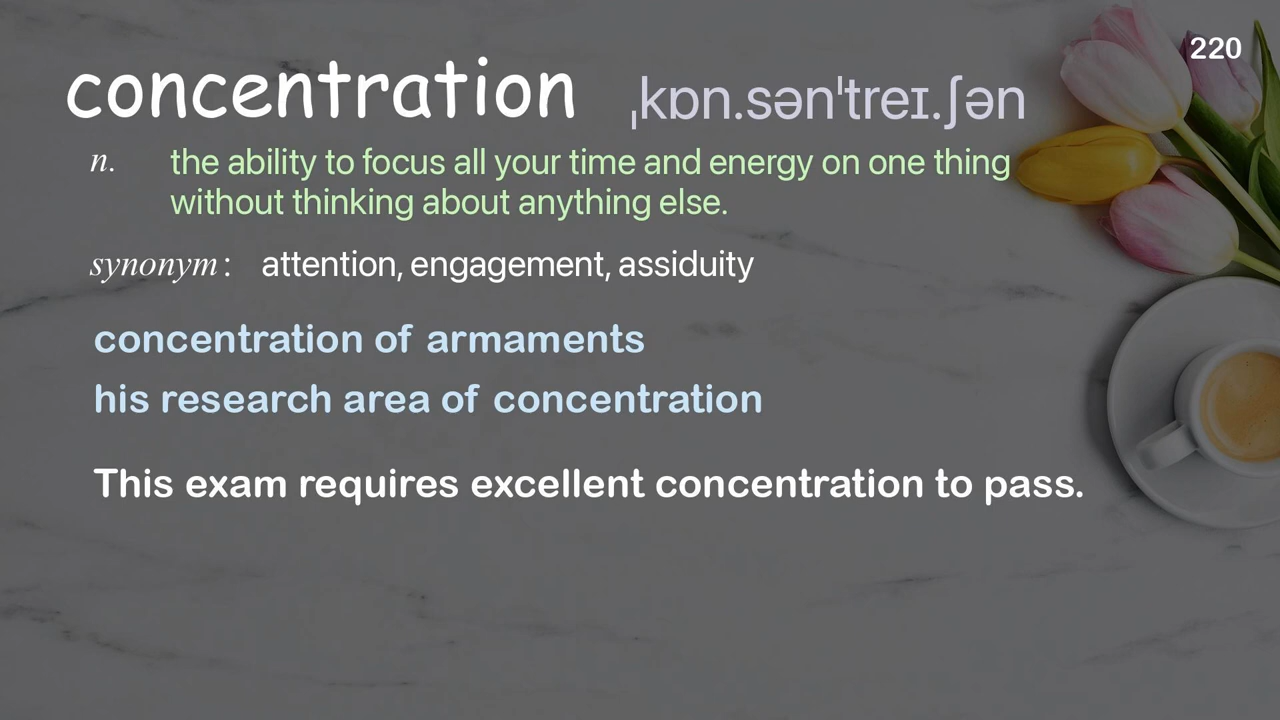 220
concentration ˌkɒn.sənˈtreɪ.ʃən
n. the ability to focus all your time and energy on one thing
without thinking about anything else.
synonym: attention, engagement, assiduity
concentration of armaments
his research area of concentration
This exam requires excellent concentration to pass.